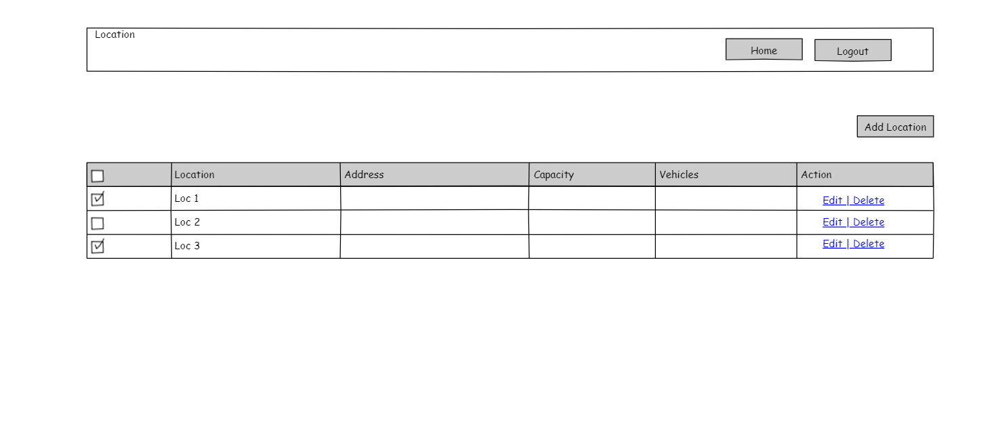 Location
Home Logout
Add Location
Location Address Capacity Vehicles Action
Loc 1 Edit | Delete
Loc 2 Edit | Delete
Loc 3 Edit | Delete